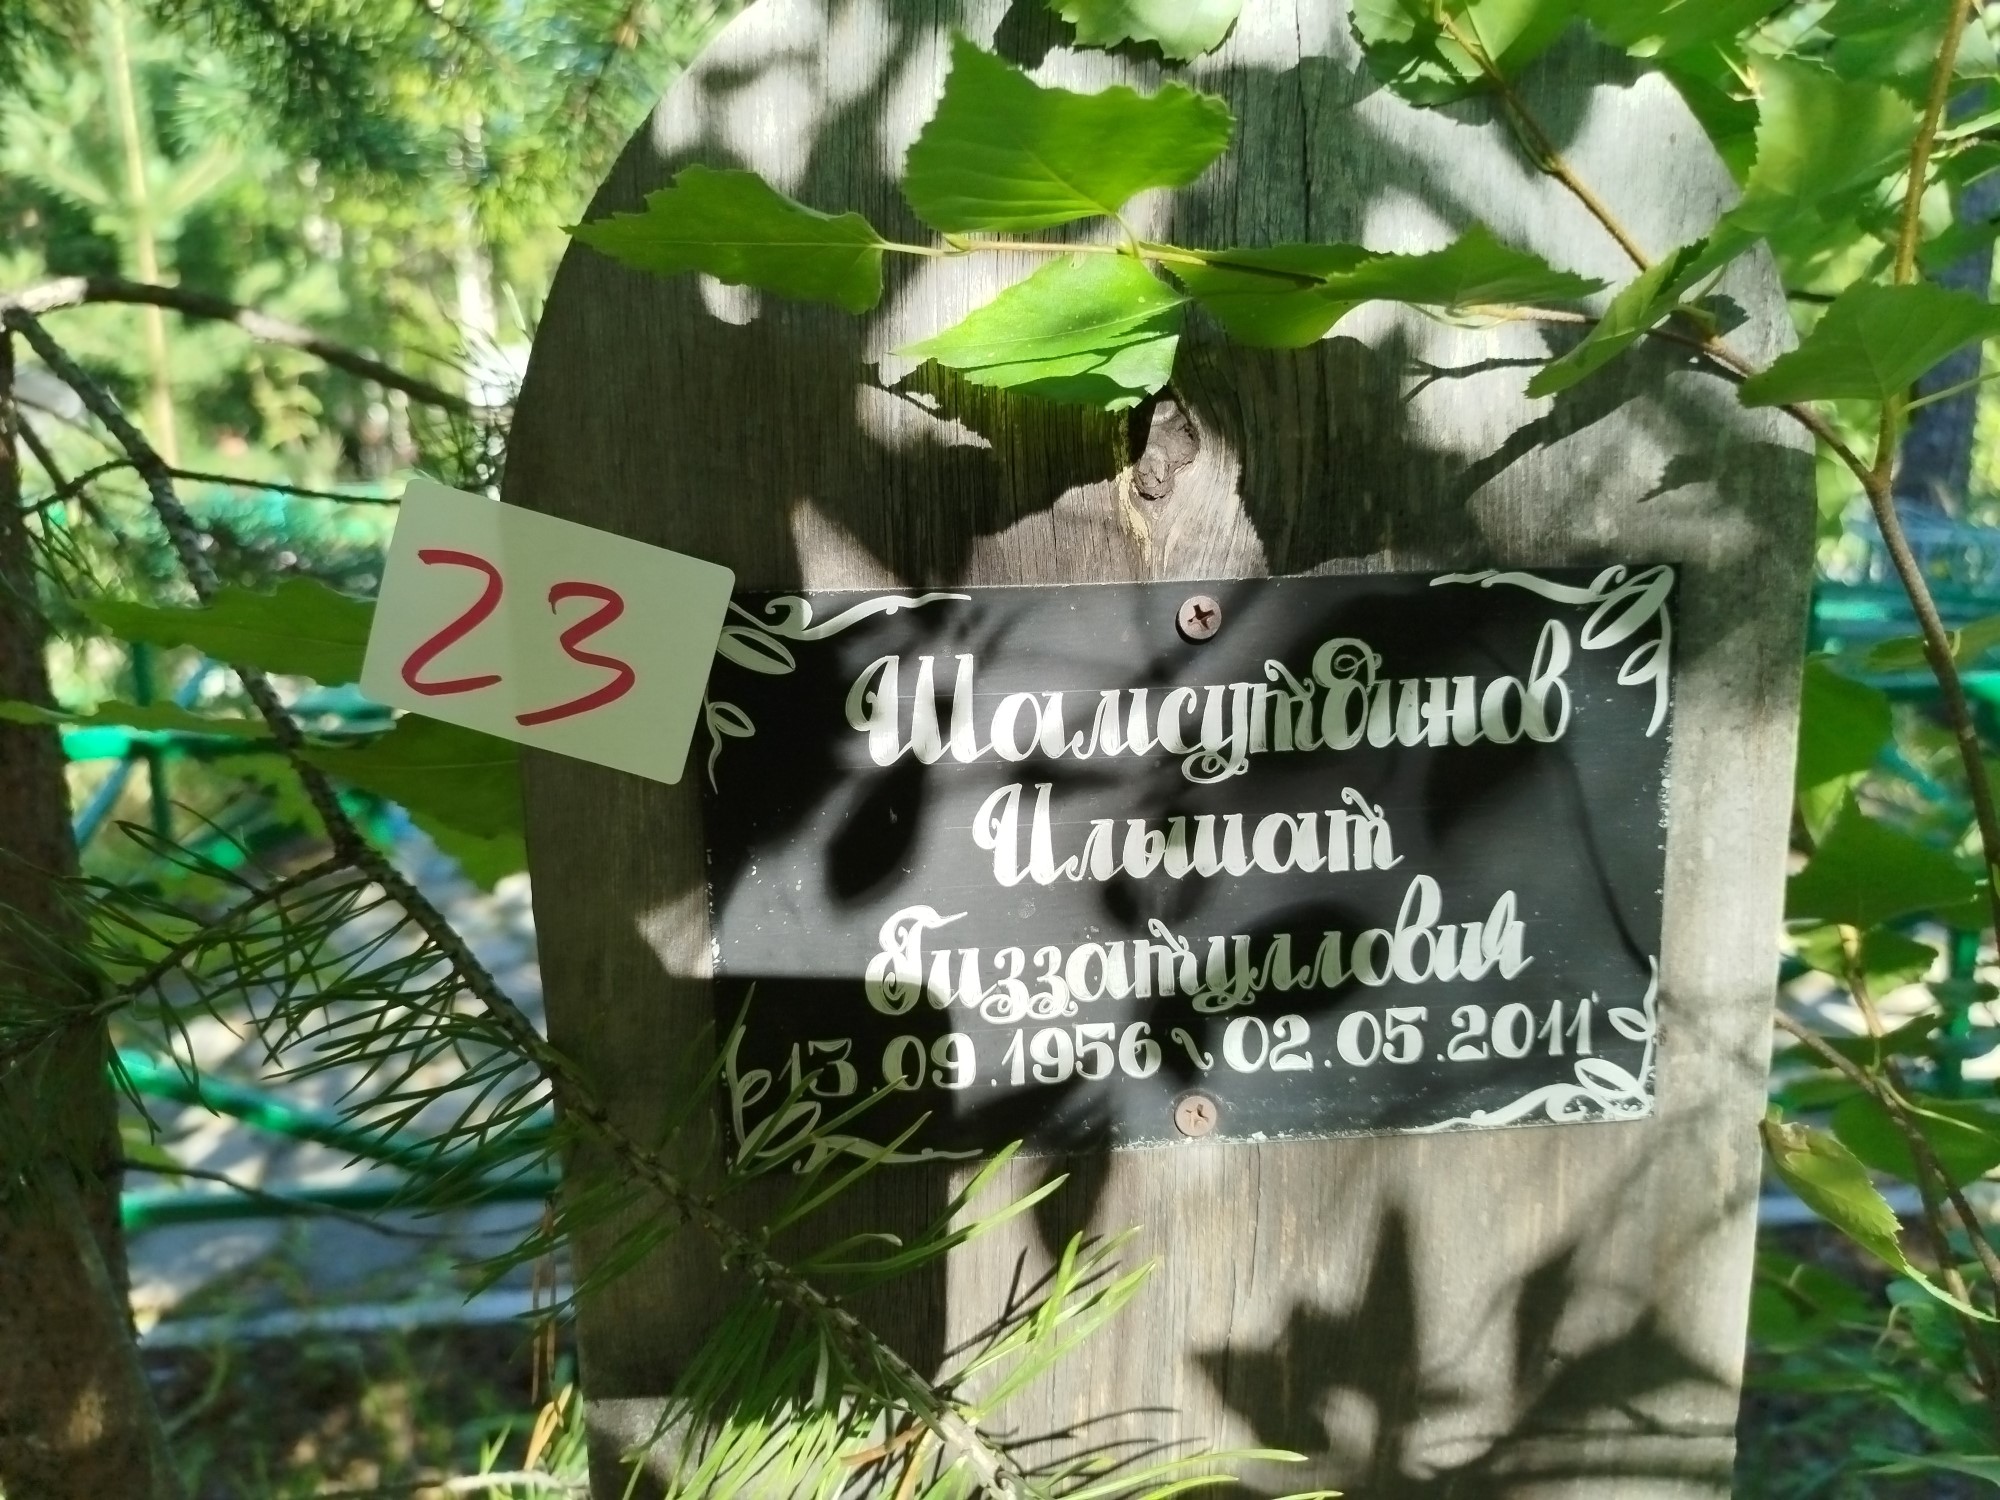 23
Шамсутдинов
Ильшат
Гиззатуллович
13.09.1956 ~ 02.05.2011